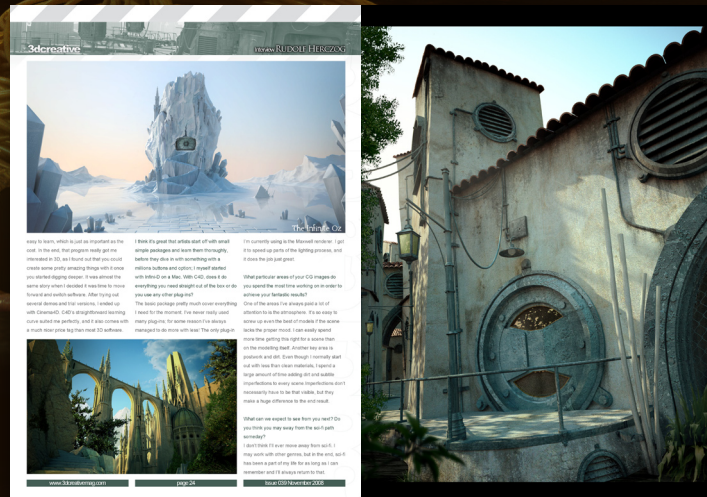 3dcreative
Interview RUDOLF HERCZOG
The Infinite Oz
easy to learn, which is just as important as the
cost. In the end, that program really got me
interested in 3D, as I found out that you could
create some pretty amazing things with it once
you started digging deeper. It was almost the
same story when I decided it was time to move
forward and switch software. After trying out
several demos and trial versions, I ended up
with Cinema4D. C4D's straightforward learning
curve suited me perfectly, and it also comes with
a much nicer price tag than most 3D software.
I think it's great that artists start off with small
simple packages and learn them thoroughly,
before they dive in with something with a
millions buttons and option; I myself started
with Infini-D on a Mac. With C4D, does it do
everything you need straight out of the box or do
you use any other plug-ins?
The basic package pretty much cover everything
I need for the moment. I've never really used
many plug-ins; for some reason I've always
managed to do more with less! The only plug-in
I'm currently using is the Maxwell renderer. I got
it to speed up parts of the lighting process, and
it does the job just great.
What particular areas of your CG images do
you spend the most time working on in order to
achieve your fantastic results?
One of the areas I've always paid a lot of
attention to is the atmosphere. It's so easy to
screw up even the best of models if the scene
lacks the proper mood. I can easily spend
more time getting this right for a scene than
on the modelling itself. Another key area is
postwork and dirt. Even though I normally start
out with less than clean materials, I spend a
large amount of time adding dirt and subtle
imperfections to every scene. Imperfections don't
necessarily have to be that visible, but they
make a huge difference to the end result.
What can we expect to see from you next? Do
you think you may sway from the sci-fi path
someday?
I don't think I'll ever move away from sci-fi. I
may work with other genres, but in the end, sci-fi
has been a part of my life for as long as I can
remember and I'll always return to that
www.3dcreativemag.com
page 24
Issue 039 November 2008